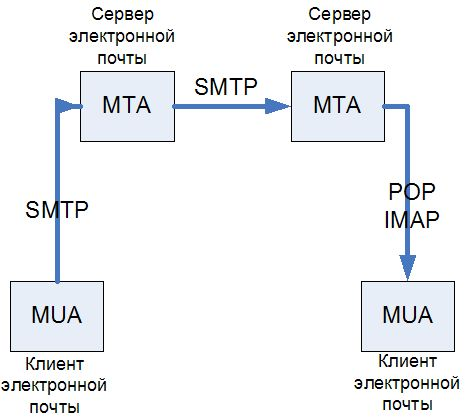 Сервер
электронной
почты
MTA
SMTP
Сервер
электронной
почты
MTA
SMTP
POP
IMAP
MUA
Клиент
электронной
почты
MUA
Клиент
электронной
почты